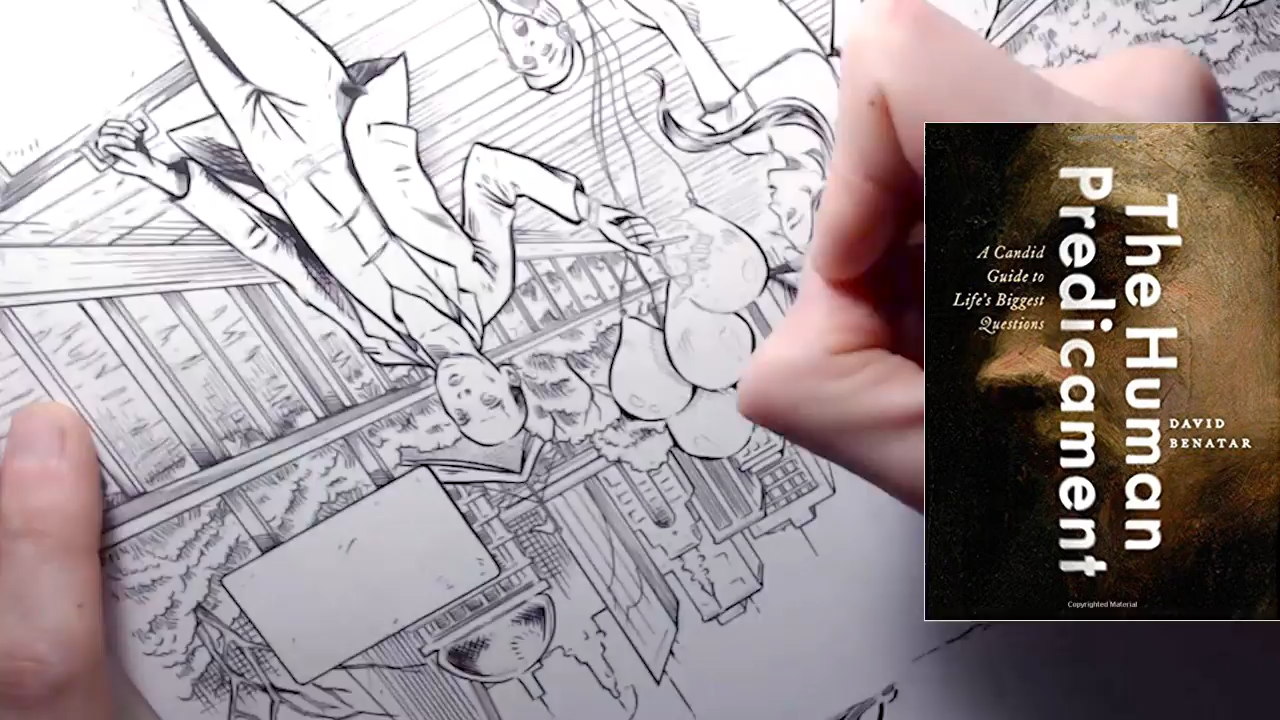 The Human
Predicament
A Candid
Guide to
Life's Biggest
Questions
DAVID
BENATAR
Copyrighted Material